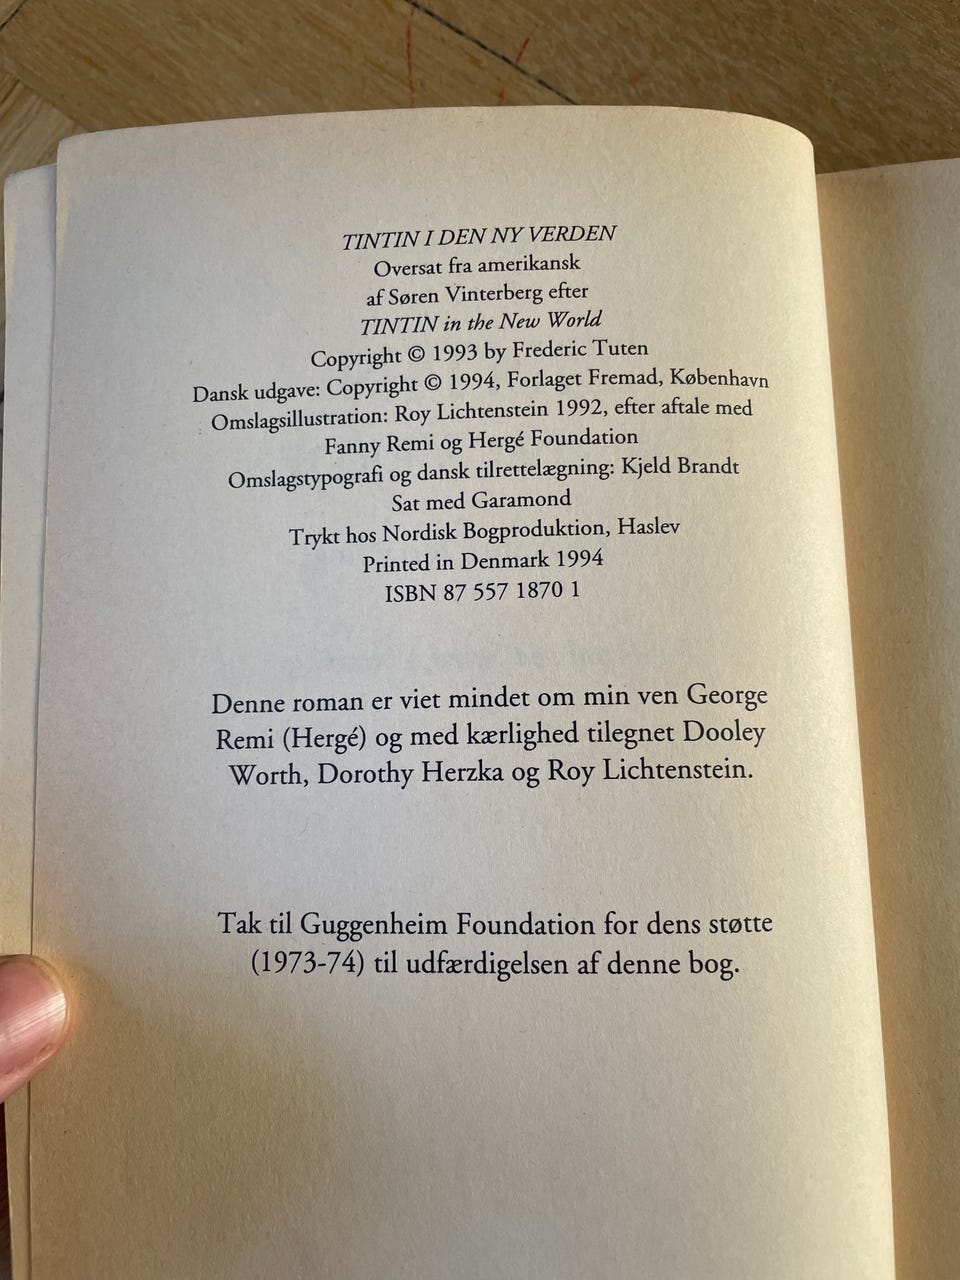 TINTIN I DEN NY VERDEN
Oversat fra amerikansk
af Søren Vinterberg efter
TINTIN in the New World
Copyright © 1993 by Frederic Tuten
Dansk udgave: Copyright © 1994, Forlaget Fremad, København
Omslagsillustration: Roy Lichtenstein 1992, efter aftale med
Fanny Remi og Hergé Foundation
Omslagstypografi og dansk tilrettelægning: Kjeld Brandt
Sat med Garamond
Trykt hos Nordisk Bogproduktion, Haslev
Printed in Denmark 1994
ISBN 87 557 1870 1
Denne roman er viet mindet om min ven George
Remi (Hergé) og med kærlighed tilegnet Dooley
Worth, Dorothy Herzka og Roy Lichtenstein.
Tak til Guggenheim Foundation for dens støtte
(1973-74) til udfærdigelsen af denne bog.